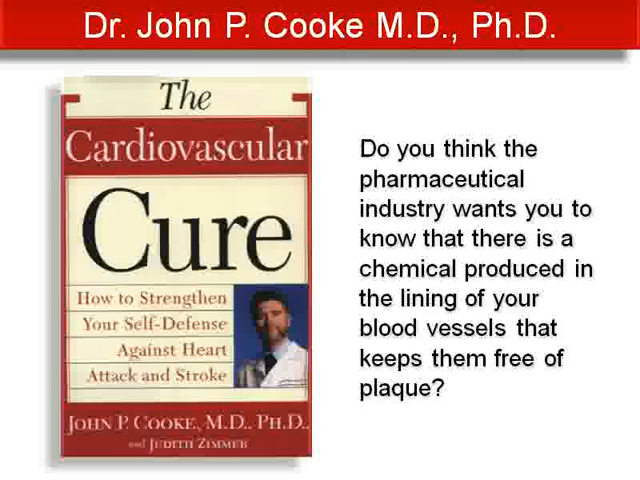 Dr. John P. Cooke M.D., Ph.D.
The
Cardiovascular
Cure
How to Strengthen
Your Self-Defense
Against Heart
Attack and Stroke
JOHN P. COOKE, M.D., PH.D.,
and JUDITH ZIMMER
Do you think the
pharmaceutical
industry wants you to
know that there is a
chemical produced in
the lining of your
blood vessels that
keeps them free of
plaque?